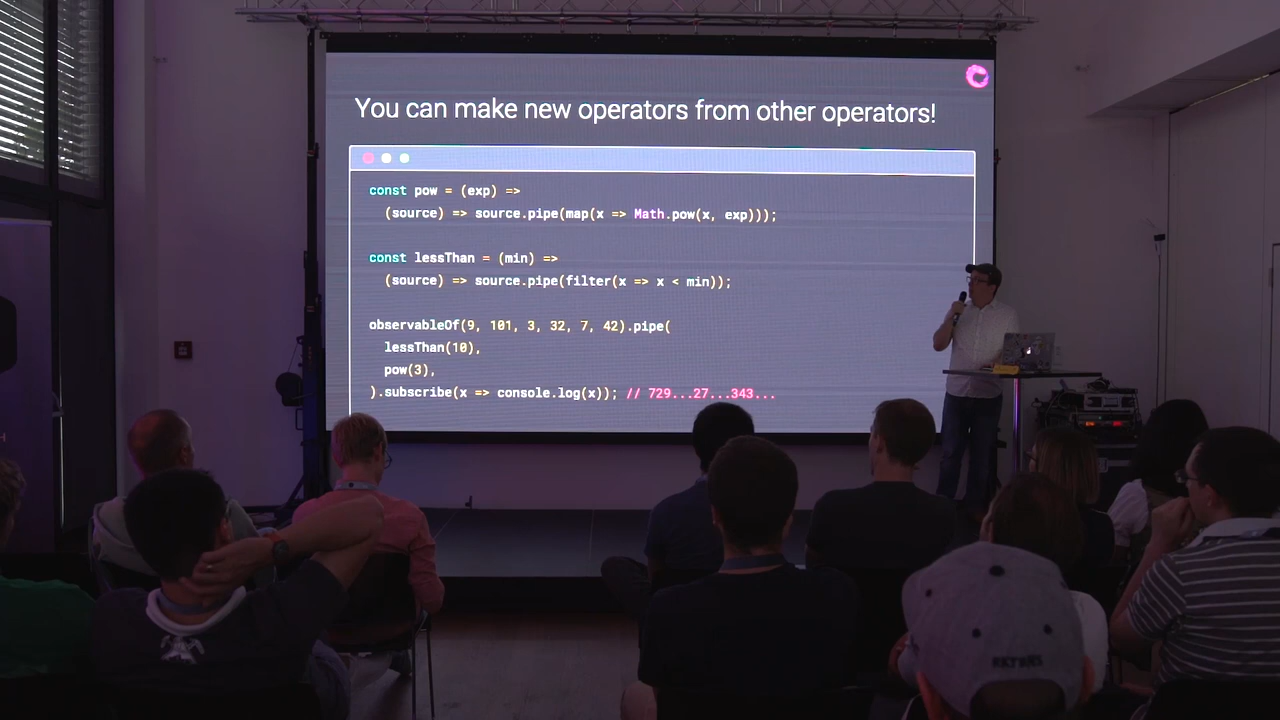 You can make new operators from other operators!
const pow = (exp) =>
(source) => source.pipe(map(x => Math.pow(x, exp)));
const lessThan = (min) =>
(source) => source.pipe(filter(x => x < min));
observableOf(9, 101, 3, 32, 7, 42).pipe(
lessThan(10),
pow(3),
).subscribe(x => console.log(x)); // 729...27...343...